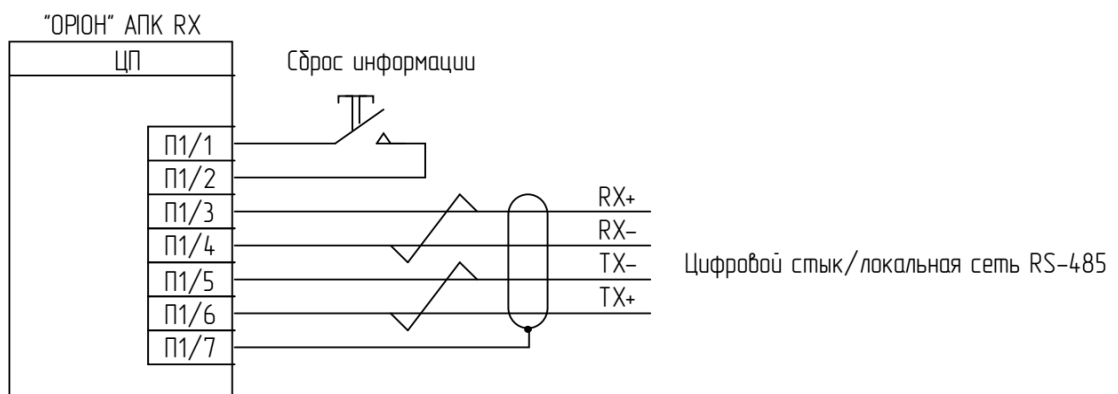 "ОРІОН" АПК RX
ЦП
Сброс информации
П1/1
П1/2
П1/3
RX+
П1/4
RX-
П1/5
TX-
Цифровой стык/локальная сеть RS-485
П1/6
TX+
П1/7